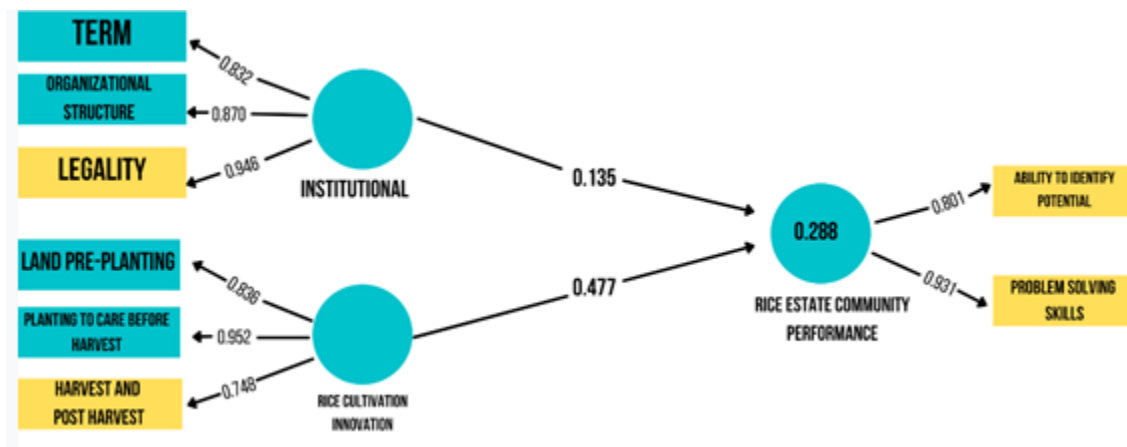 TERM
0.832
ORGANIZATIONAL
STRUCTURE
0.870
LEGALITY
0.946
INSTITUTIONAL
0.135
LAND PRE-PLANTING
0.836
PLANTING TO CARE BEFORE
HARVEST
0.952
HARVEST AND
POST HARVEST
0.748
RICE CULTIVATION
INNOVATION
0.477
0.288
RICE ESTATE COMMUNITY
PERFORMANCE
0.801
ABILITY TO IDENTIFY
POTENTIAL
0.931
PROBLEM SOLVING
SKILLS